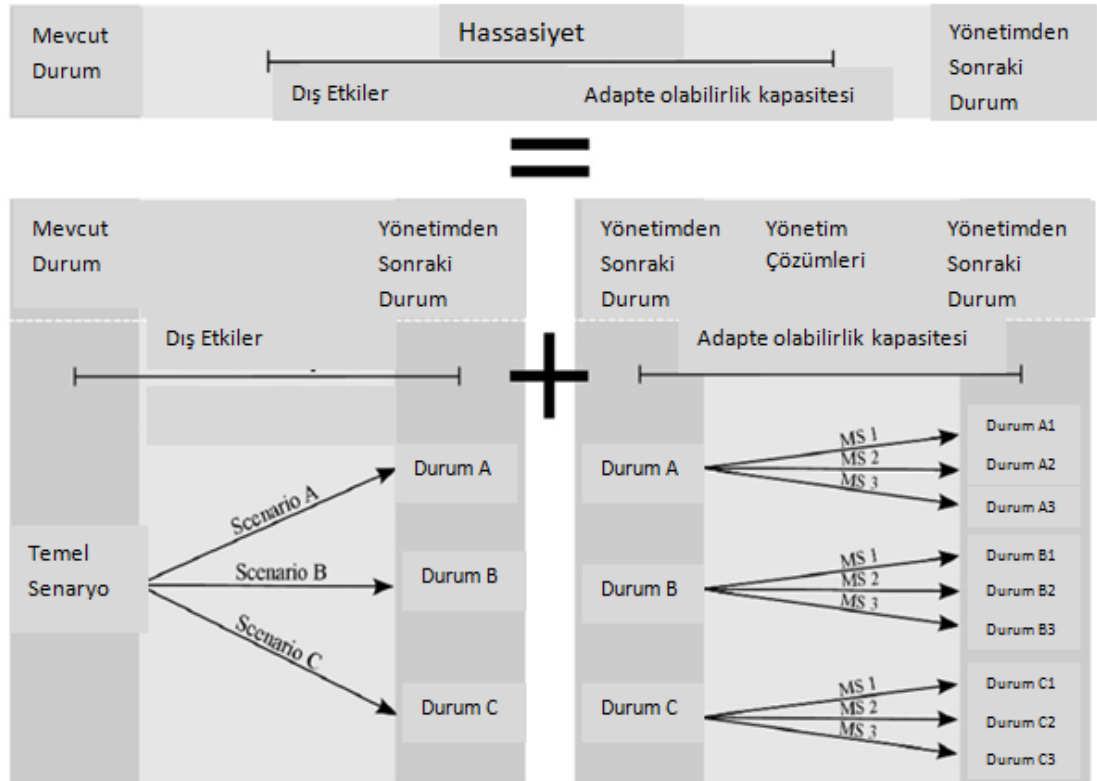 Mevcut
Durum
Hassasiyet
Dış Etkiler
Adapte olabilirlik kapasitesi
Yönetimden
Sonraki
Durum
=
Mevcut
Durum
Yönetimden
Sonraki
Durum
Dış Etkiler
Temel
Senaryo
Scenario A
Scenario B
Scenario C
Durum A
Durum B
Durum C
+
Yönetimden
Sonraki
Durum
Yönetim
Çözümleri
Yönetimden
Sonraki
Durum
Adapte olabilirlik kapasitesi
Durum A
MS 1
MS 2
MS 3
Durum A1
Durum A2
Durum A3
Durum B
MS 1
MS 2
MS 3
Durum B1
Durum B2
Durum B3
Durum C
MS 1
MS 2
MS 3
Durum C1
Durum C2
Durum C3